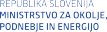 REPUBLIKA SLOVENIJA
MINISTRSTVO ZA OKOLJE,
PODNEBJE IN ENERGIJO